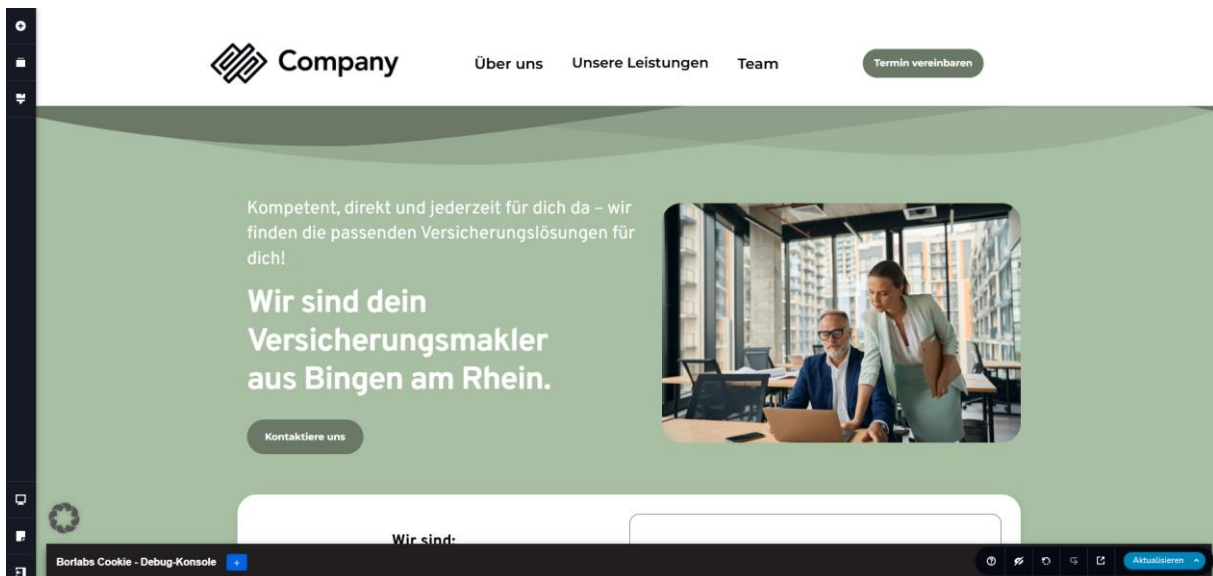 Company
Über uns
Unsere Leistungen
Team
Termin vereinbaren
Kompetent, direkt und jederzeit für dich da – wir
finden die passenden Versicherungslösungen für
dich!
Wir sind dein
Versicherungsmakler
aus Bingen am Rhein.
Kontaktiere uns
Wir sind:
Borlabs Cookie - Debug-Konsole
+
Aktualisieren